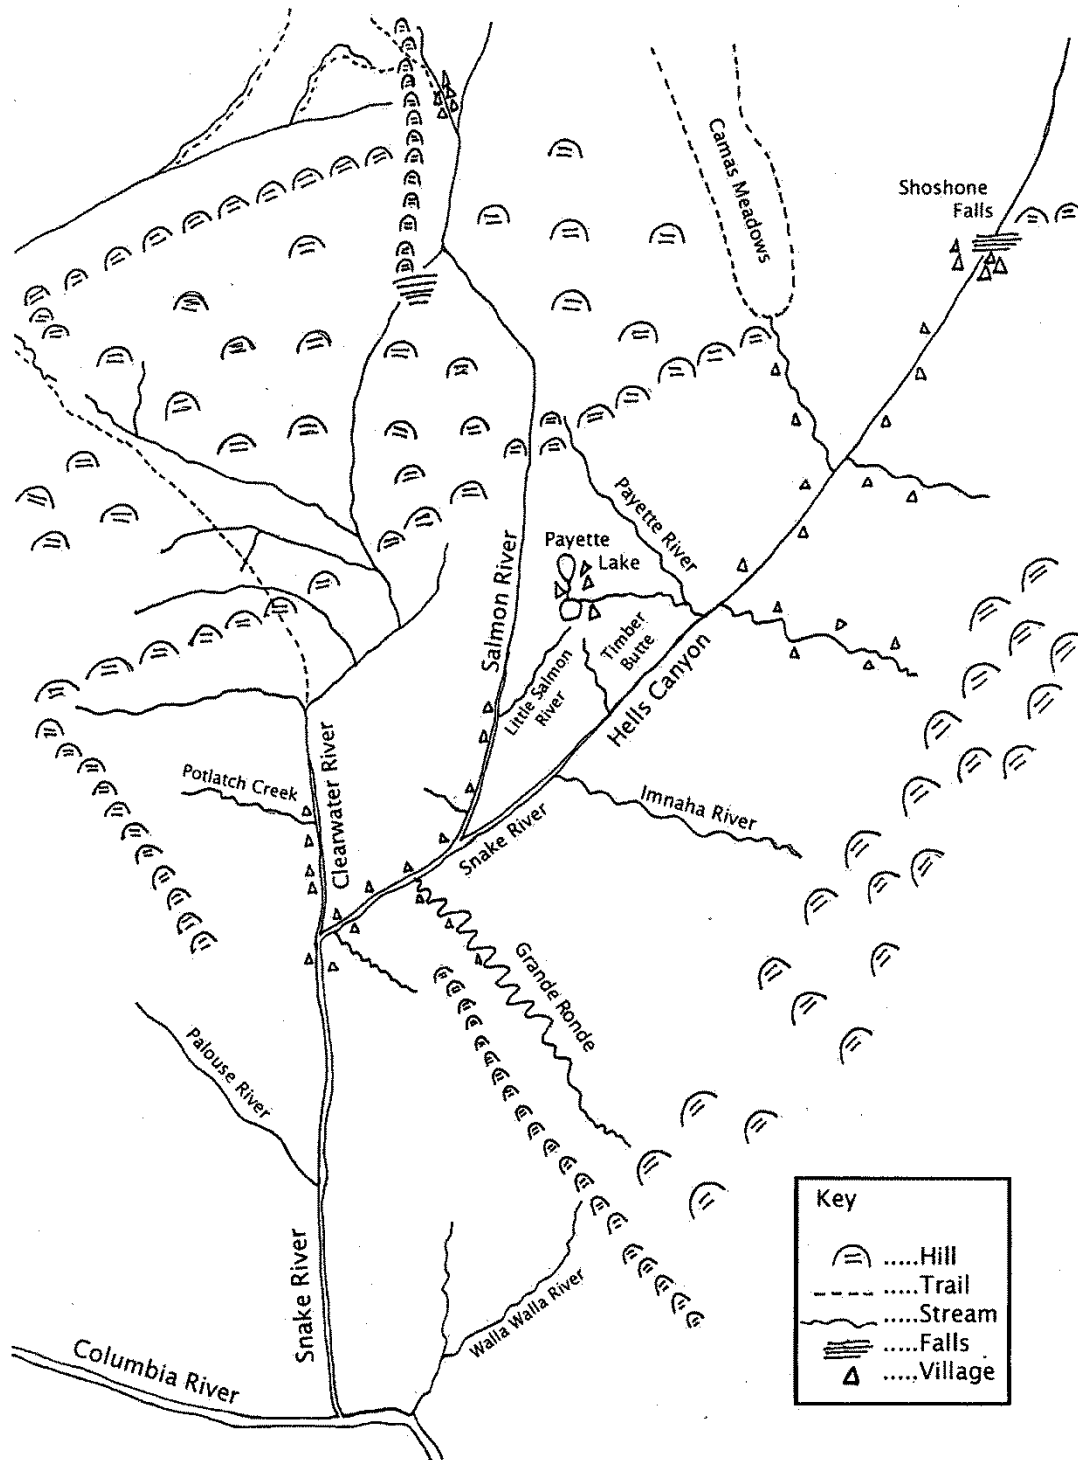 Camas Meadows
Shoshone
Falls
Payette River
Payette
Lake
Salmon River
Timber
Butte
Little Salmon
River
Hells Canyon
Clearwater River
Potlatch Creek
Imnaha River
Snake River
Grande Ronde
Palouse River
Snake River
Walla Walla River
Columbia River
Key
.....Hill
.....Trail
.....Stream
.....Falls
.....Village